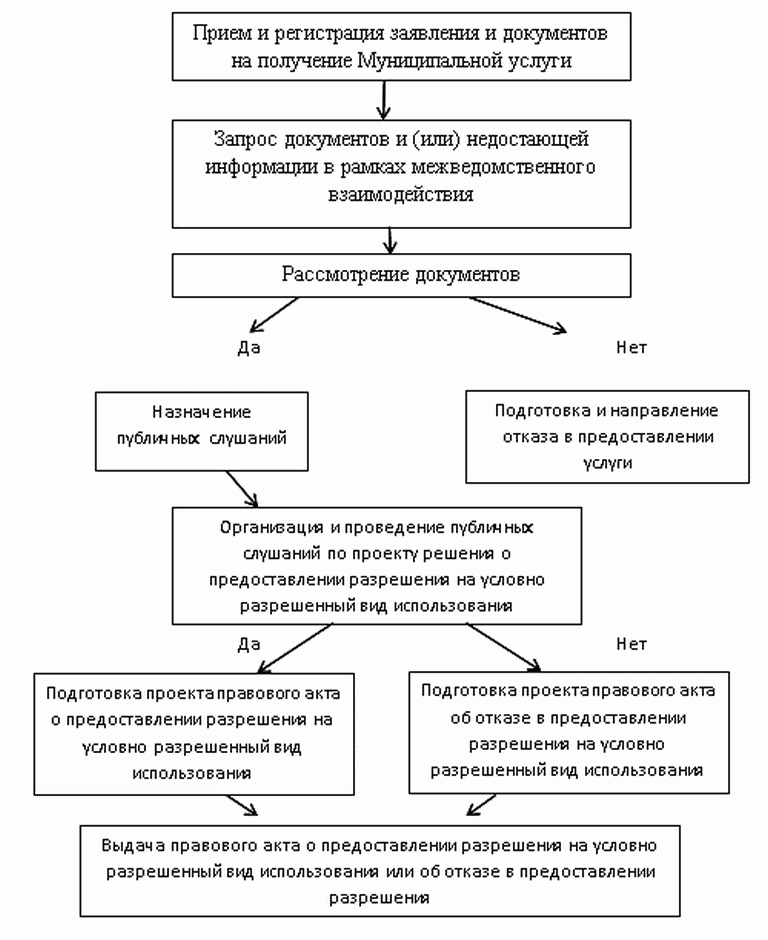 Прием и регистрация заявления и документов
на получение Муниципальной услуги
Запрос документов и (или) недостающей
информации в рамках межведомственного
взаимодействия
Рассмотрение документов
Да
Нет
Назначение
публичных слушаний
Подготовка и направление
отказа в предоставлении
услуги
Организация и проведение публичных
слушаний по проекту решения о
предоставлении разрешения на условно
разрешенный вид использования
Да
Нет
Подготовка проекта правового акта
о предоставлении разрешения на
условно разрешенный вид
использования
Подготовка проекта правового акта
об отказе в предоставлении
разрешения на условно
разрешенный вид использования
Выдача правового акта о предоставлении разрешения на условно
разрешенный вид использования или об отказе в предоставлении
разрешения